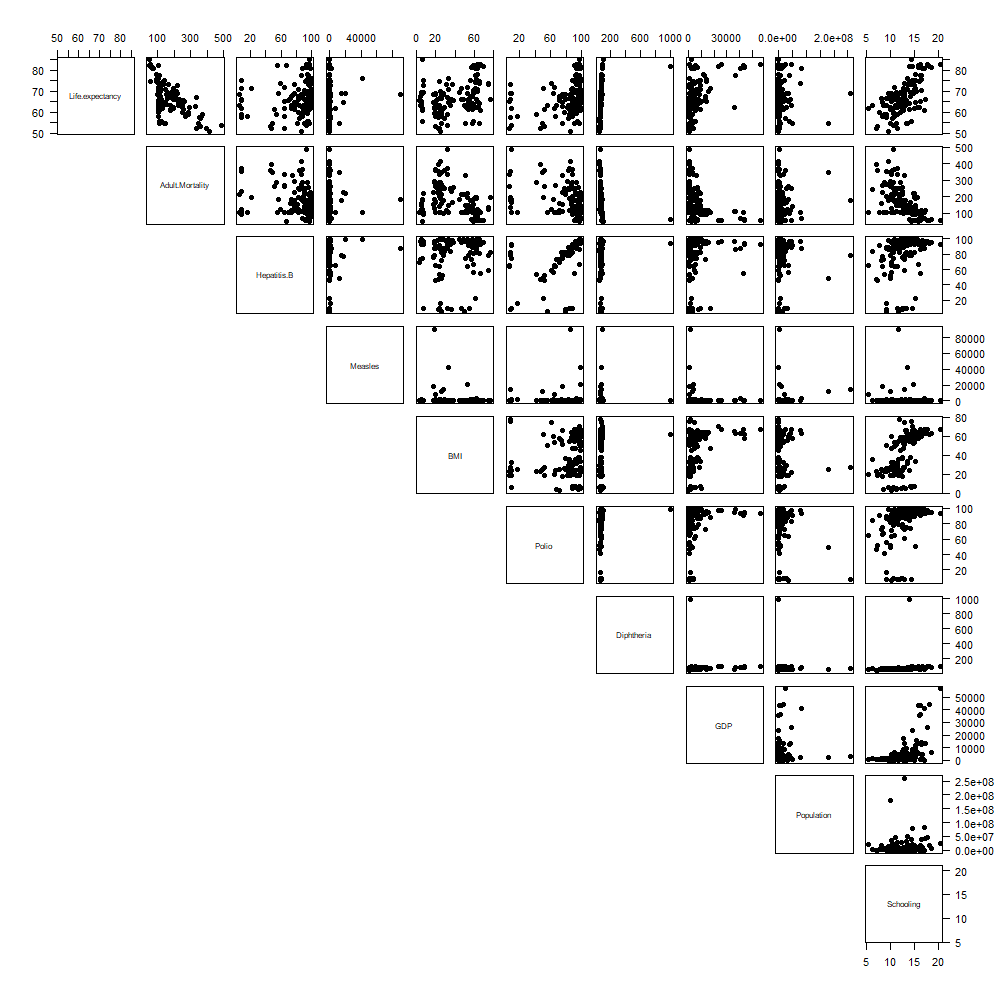 50 60 70 80 100 300 500 20 60 100 0 40000 0 20 60 20 60 100 200 600 1000 0 30000 0.0e+00 2.0e+08 5 10 15 20
Life.expectancy
50 60 70 80
Adult.Mortality
100 200 300 400 500
Hepatitis.B
20 40 60 80 100
Measles
0 20000 40000 60000 80000
BMI
0 20 40 60 80
Polio
20 40 60 80 100
Diphtheria
200 400 600 800 1000
GDP
0 10000 20000 30000 40000 50000
Population
0.0e+00 5.0e+07 1.0e+08 1.5e+08 2.0e+08 2.5e+08
Schooling
5 10 15 20
5 10 15 20